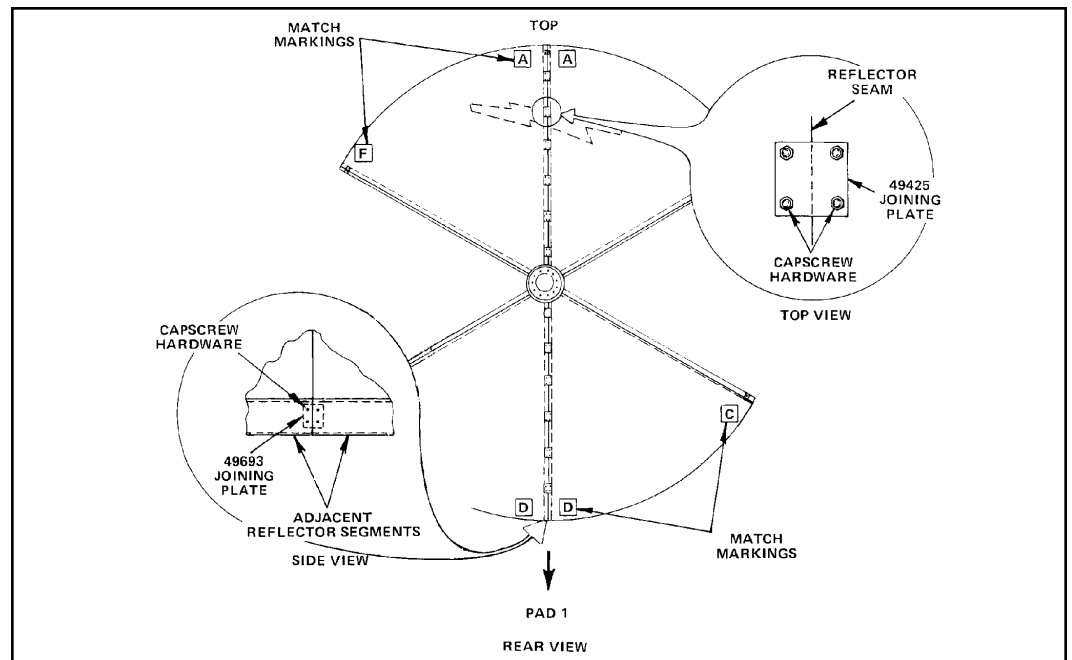 MATCH
MARKINGS
TOP
A
A
F
REFLECTOR
SEAM
49425
JOINING
PLATE
CAPSCREW
HARDWARE
TOP VIEW
CAPSCREW
HARDWARE
49693
JOINING
PLATE
ADJACENT
REFLECTOR SEGMENTS
SIDE VIEW
C
D
D
MATCH
MARKINGS
PAD 1
REAR VIEW